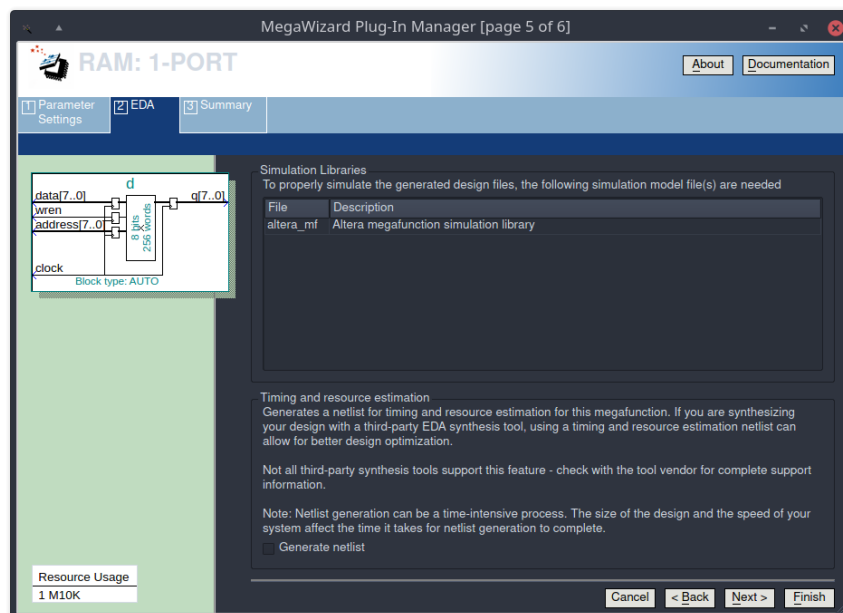 MegaWizard Plug-In Manager [page 5 of 6]
RAM: 1-PORT
About
Documentation
1 Parameter Settings
2 EDA
3 Summary
d
data[7..0]
q[7..0]
wren
address[7..0]
8 bits
256 words
clock
Block type: AUTO
Simulation Libraries
To properly simulate the generated design files, the following simulation model file(s) are needed
File Description
altera_mf Altera megafunction simulation library
Timing and resource estimation
Generates a netlist for timing and resource estimation for this megafunction. If you are synthesizing
your design with a third-party EDA synthesis tool, using a timing and resource estimation netlist can
allow for better design optimization.
Not all third-party synthesis tools support this feature - check with the tool vendor for complete support
information.
Note: Netlist generation can be a time-intensive process. The size of the design and the speed of your
system affect the time it takes for netlist generation to complete.
Generate netlist
Resource Usage
1 M10K
Cancel
< Back
Next >
Finish